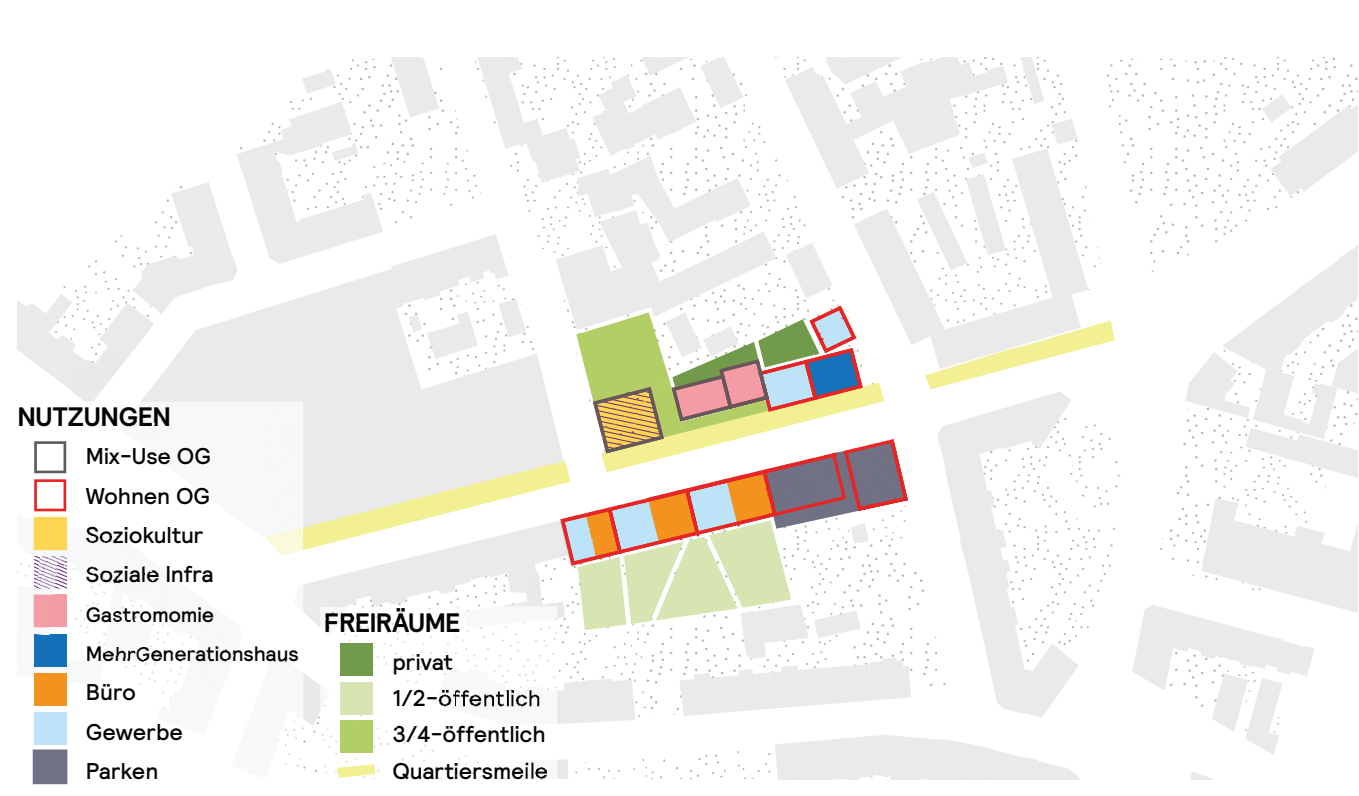 NUTZUNGEN
Mix-Use OG
Wohnen OG
Soziokultur
Soziale Infra
Gastromomie
MehrGenerationshaus
Büro
Gewerbe
Parken
FREIRÄUME
privat
1/2-öffentlich
3/4-öffentlich
Quartiersmeile